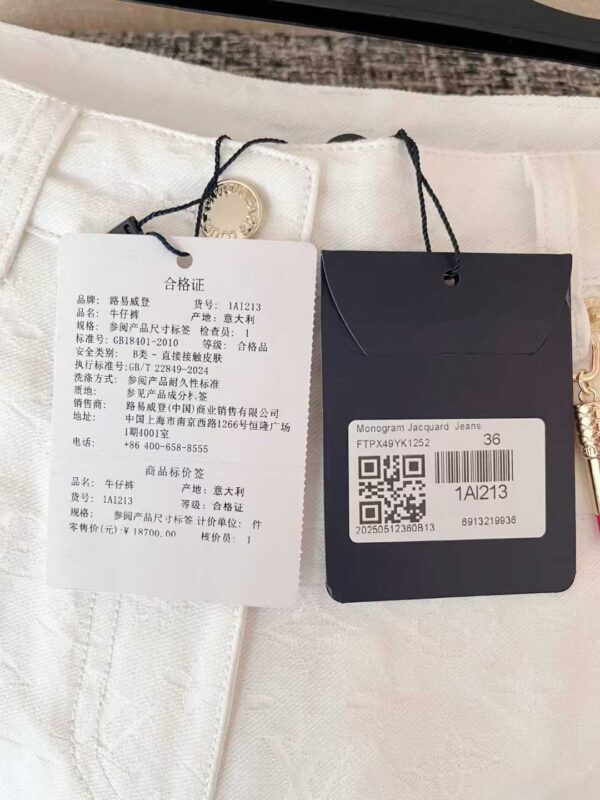 合格证
品牌: 路易威登 货号: 1AI213
品名: 牛仔裤 产地: 意大利
规格: 参阅产品尺寸标签 检查员: 1
标准号: GB18401-2010 等级: 合格品
安全类别: B类 - 直接接触皮肤
执行标准号:GB/T 22849-2024
洗涤方式: 参阅产品耐久性标准
质地: 参见产品成分标签
销售商: 路易威登(中国)商业销售有限公司
地址: 中国上海市南京西路1266号恒隆广场
1期4001室
电话: +86 400-658-8555
商品标价签
品名: 牛仔裤 产地: 意大利
货号: 1AI213 等级: 合格证
规格: 参阅产品尺寸标签 计价单位: 件
零售价(元):¥ 18700.00 核价员: 1
Monogram Jacquard Jeans
FTPX49YK1252 36
1AI213
20250512360B13 6913219936